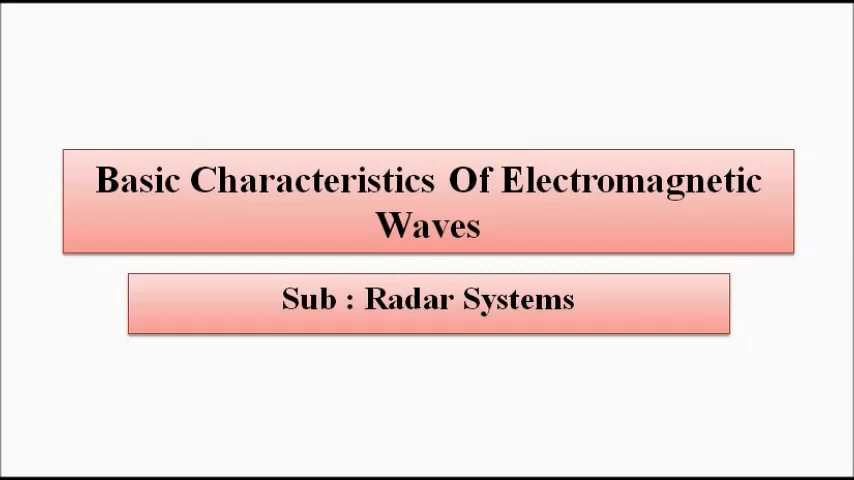 Basic Characteristics Of Electromagnetic
Waves
Sub : Radar Systems